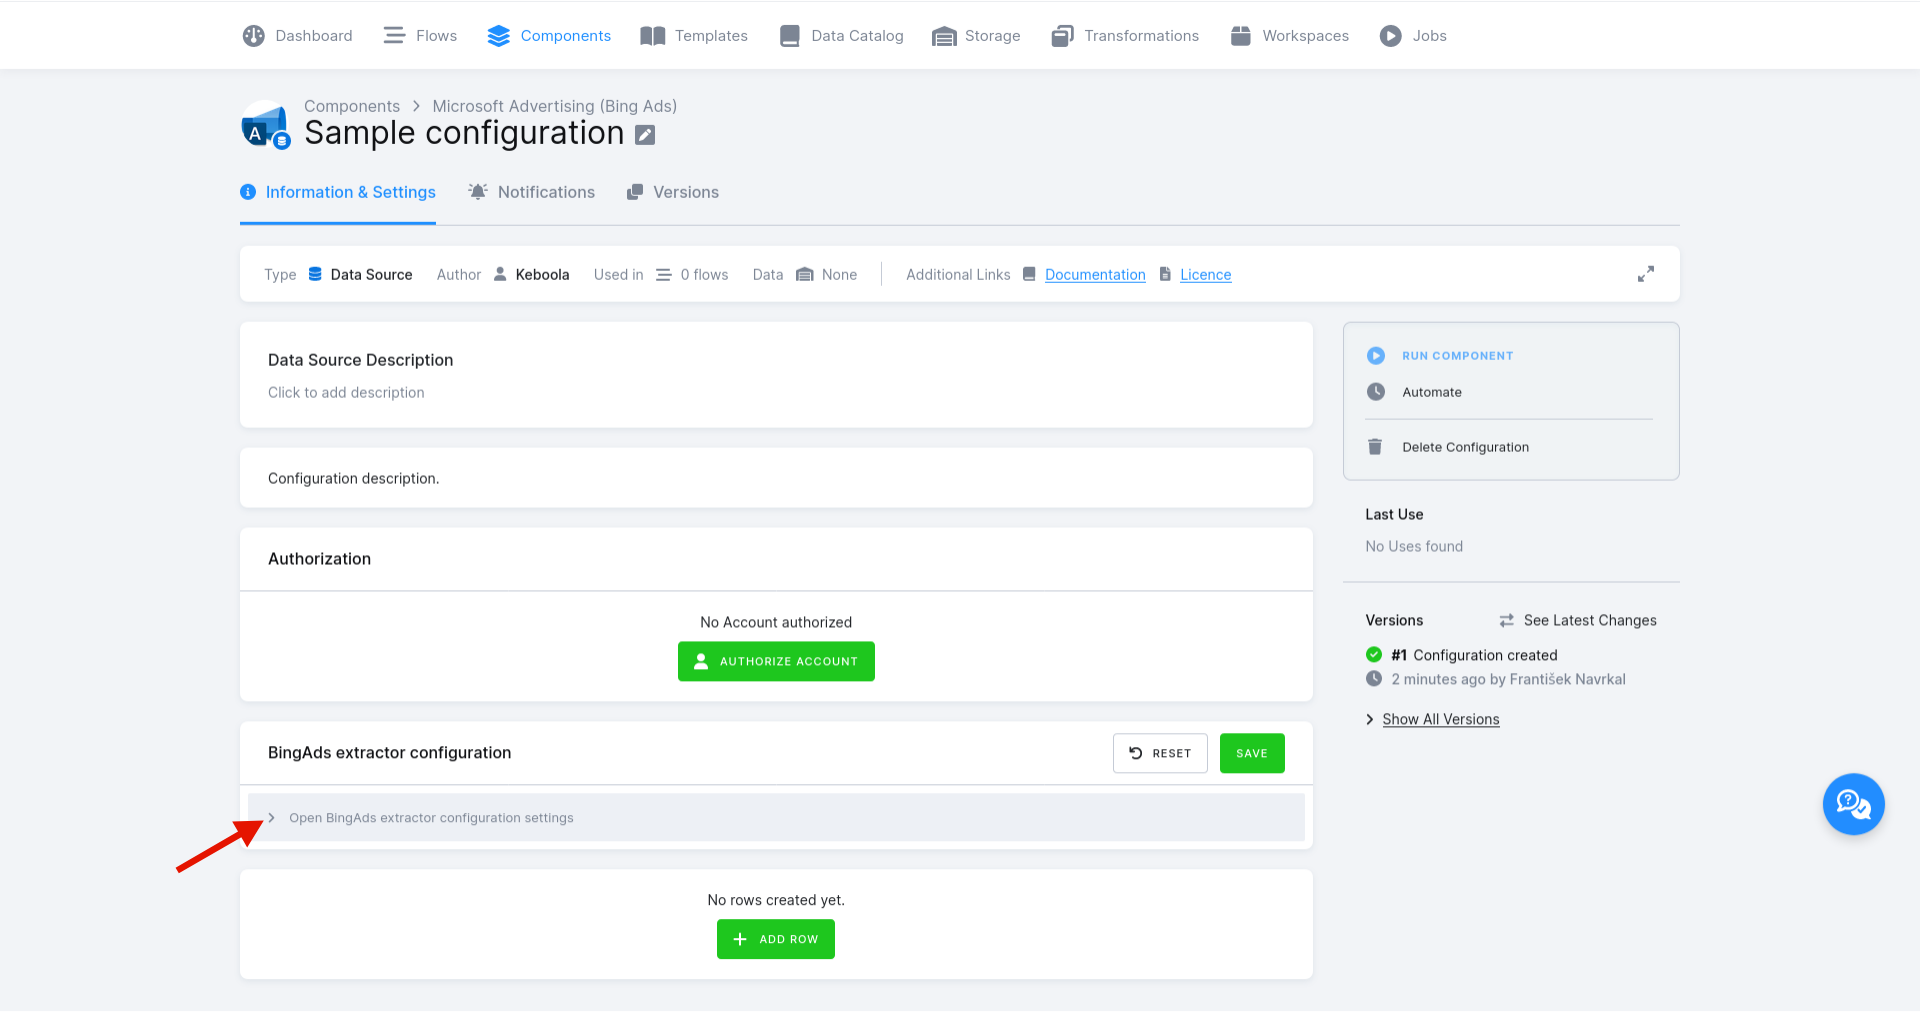 Dashboard Flows Components Templates Data Catalog Storage Transformations Workspaces Jobs
Components > Microsoft Advertising (Bing Ads)
A
Sample configuration
Information & Settings Notifications Versions
Type Data Source Author Keboola Used in 0 flows Data None Additional Links Documentation Licence
Data Source Description
Click to add description
Configuration description.
Authorization
No Account authorized
AUTHORIZE ACCOUNT
BingAds extractor configuration
RESET SAVE
Open BingAds extractor configuration settings
No rows created yet.
ADD ROW
RUN COMPONENT
Automate
Delete Configuration
Last Use
No Uses found
Versions See Latest Changes
#1 Configuration created
2 minutes ago by František Navrkal
Show All Versions